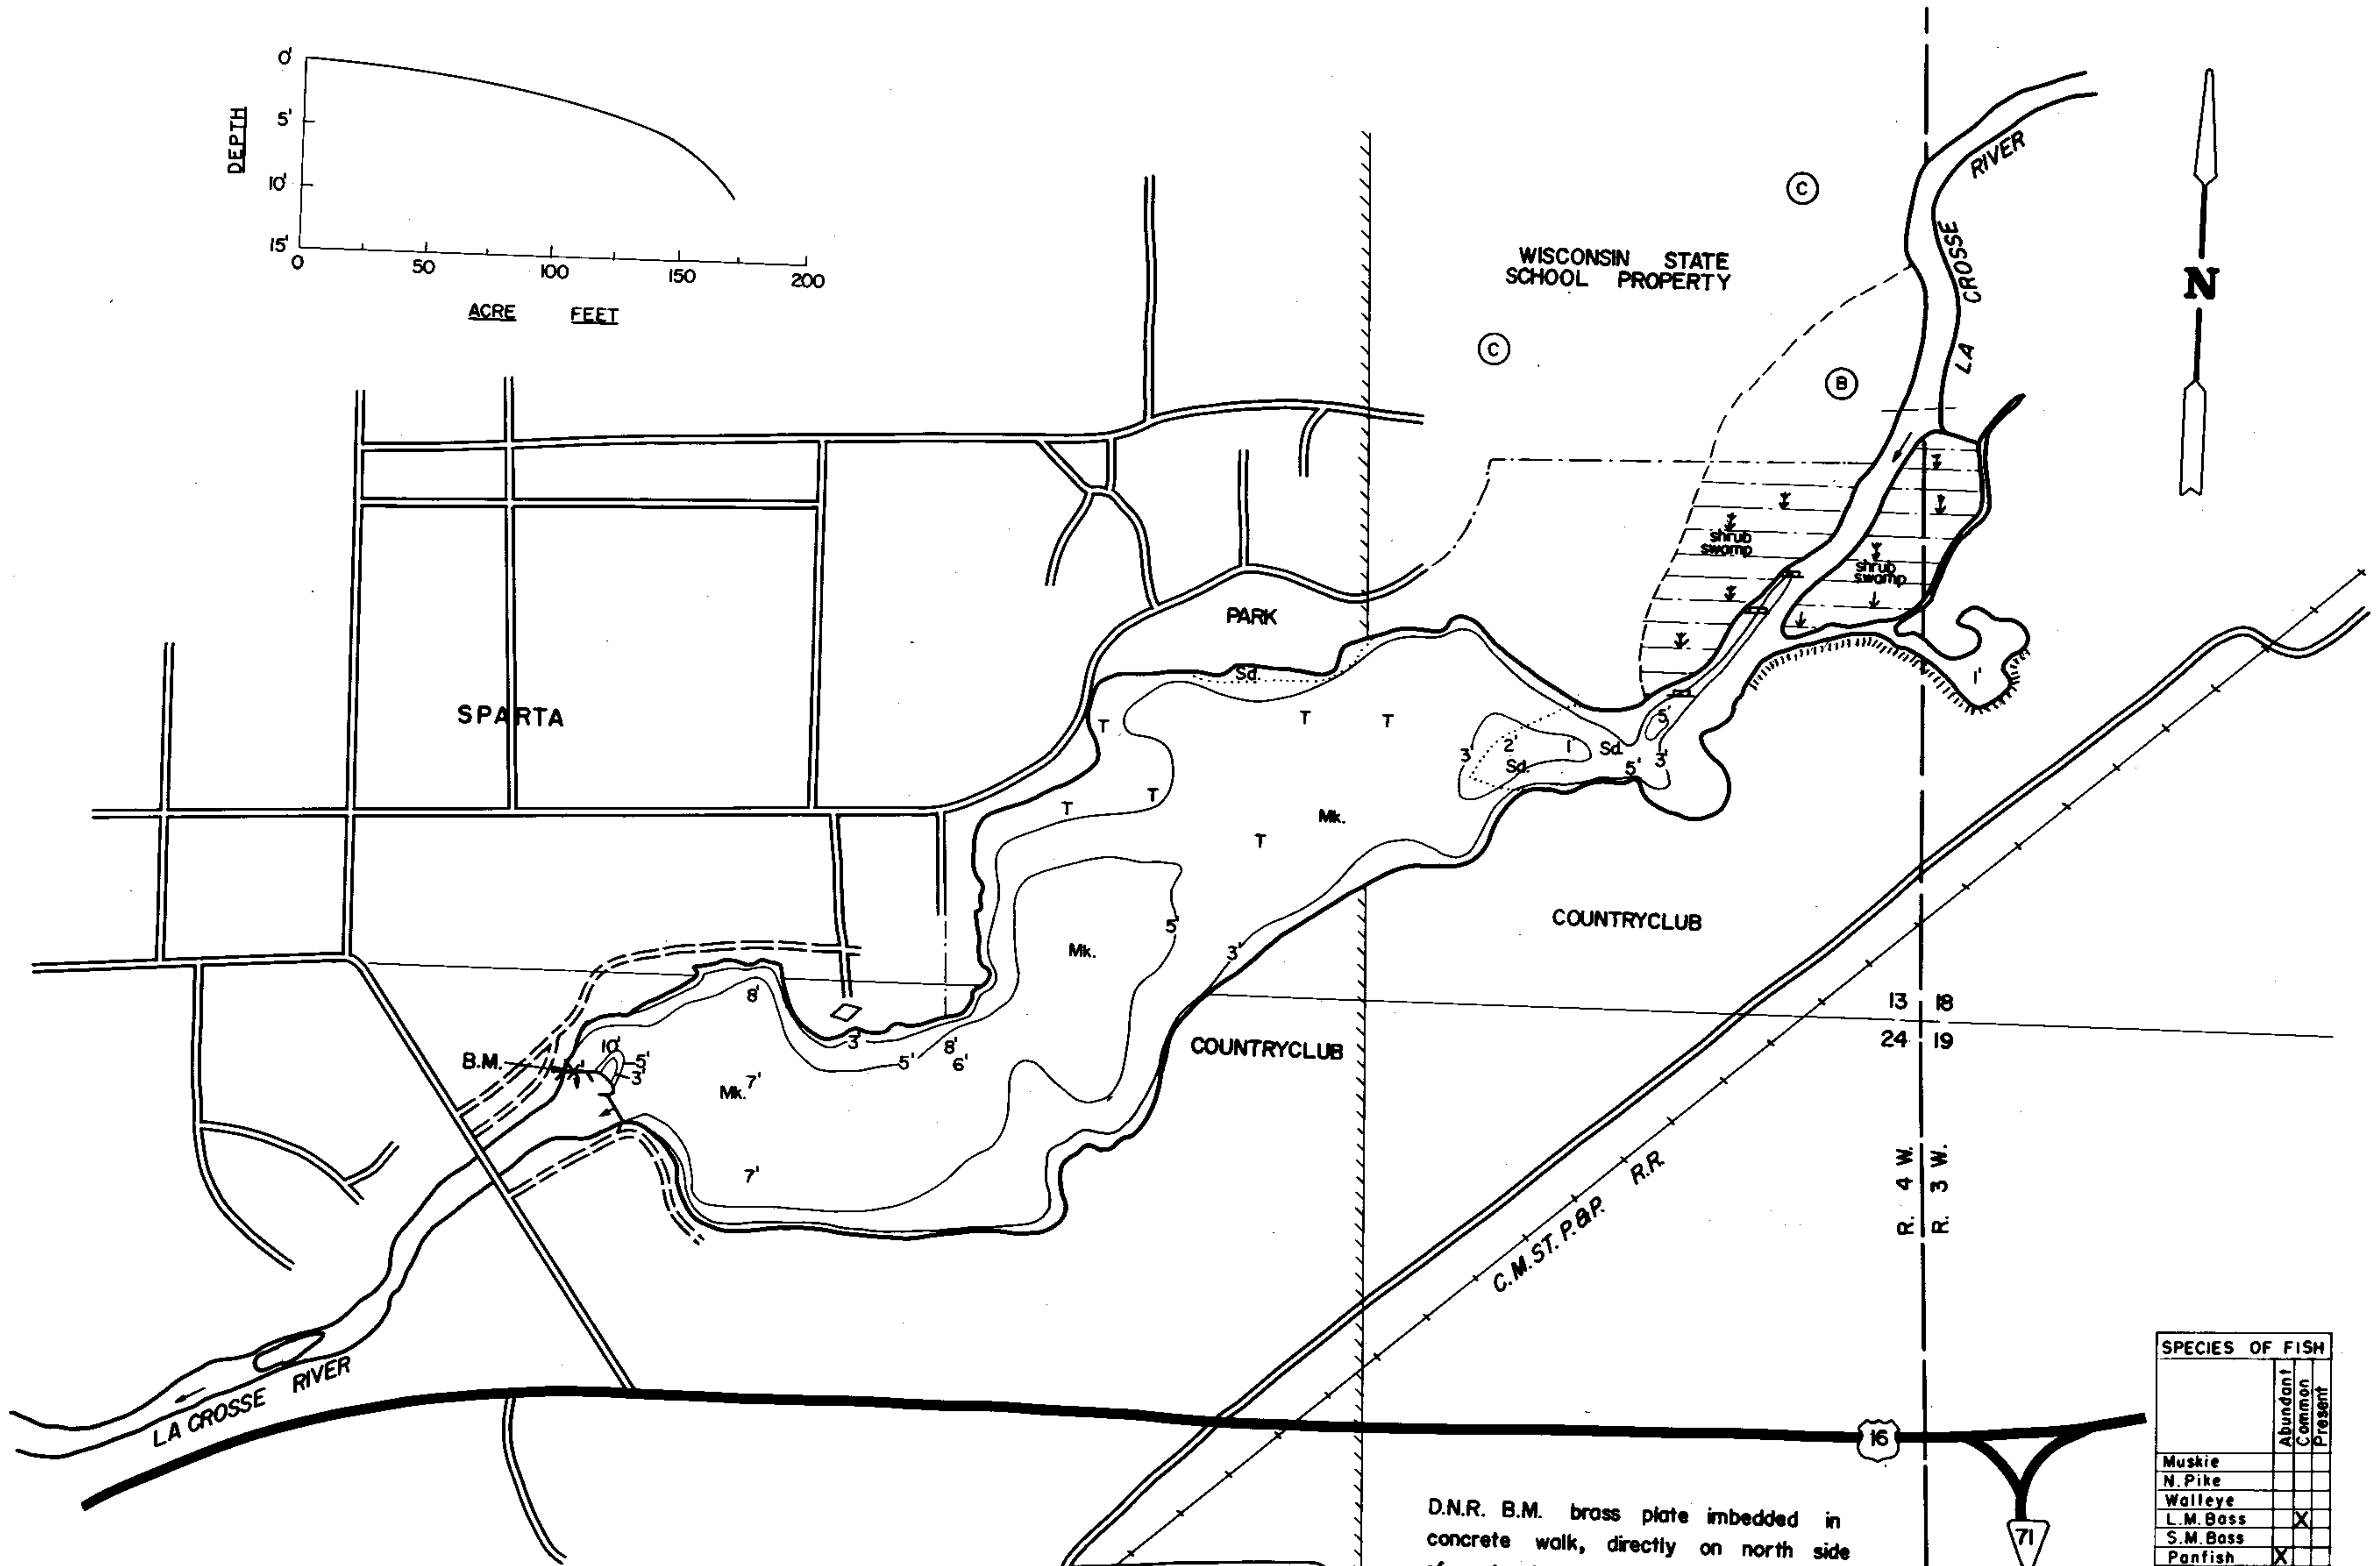 0'
5'
10'
15'
DEPTH
0
50
100
150
200
ACRE FEET
RIVER
LA CROSSE
N
C
WISCONSIN STATE
SCHOOL PROPERTY
C
B
shrub
swamp
shrub
swamp
PARK
Sd.
SPARTA
T
T
T
T
T
T
Mk.
3'
2'
1'
Sd.
Sd.
5'
3'
5'
1'
COUNTRYCLUB
5'
3'
Mk.
8'
3'
5'
8'
6'
13 18
24 19
COUNTRYCLUB
B.M.
10'
5'
3'
Mk.
7'
7'
R. 4 W.
R. 3 W.
C.M.ST.P.&P. R.R.
LA CROSSE RIVER
16
71
SPECIES OF FISH
Abundant
Common
Present
Muskie
N. Pike
Walleye
L.M. Bass X
S.M. Bass
Panfish X
D.N.R. B.M. brass plate imbedded in
concrete walk, directly on north side